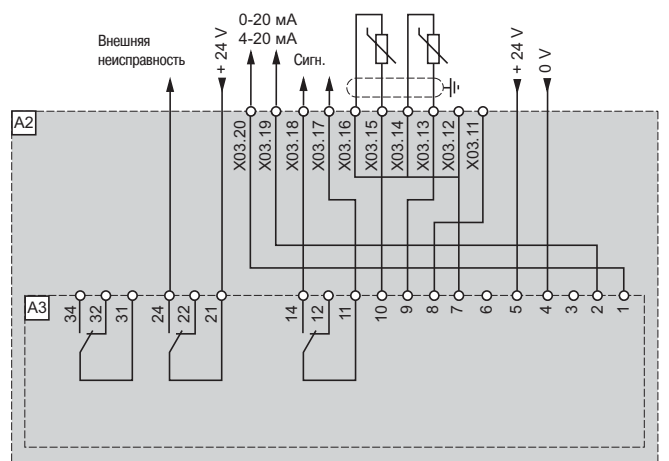 0-20 мА
4-20 мА
Внешняя
неисправность
+ 24 V
Сигн.
+ 24 V
0 V
A2
X03.20
X03.19
X03.18
X03.17
X03.16
X03.15
X03.14
X03.13
X03.12
X03.11
A3
34
32
31
24
22
21
14
12
11
10
9
8
7
6
5
4
3
2
1